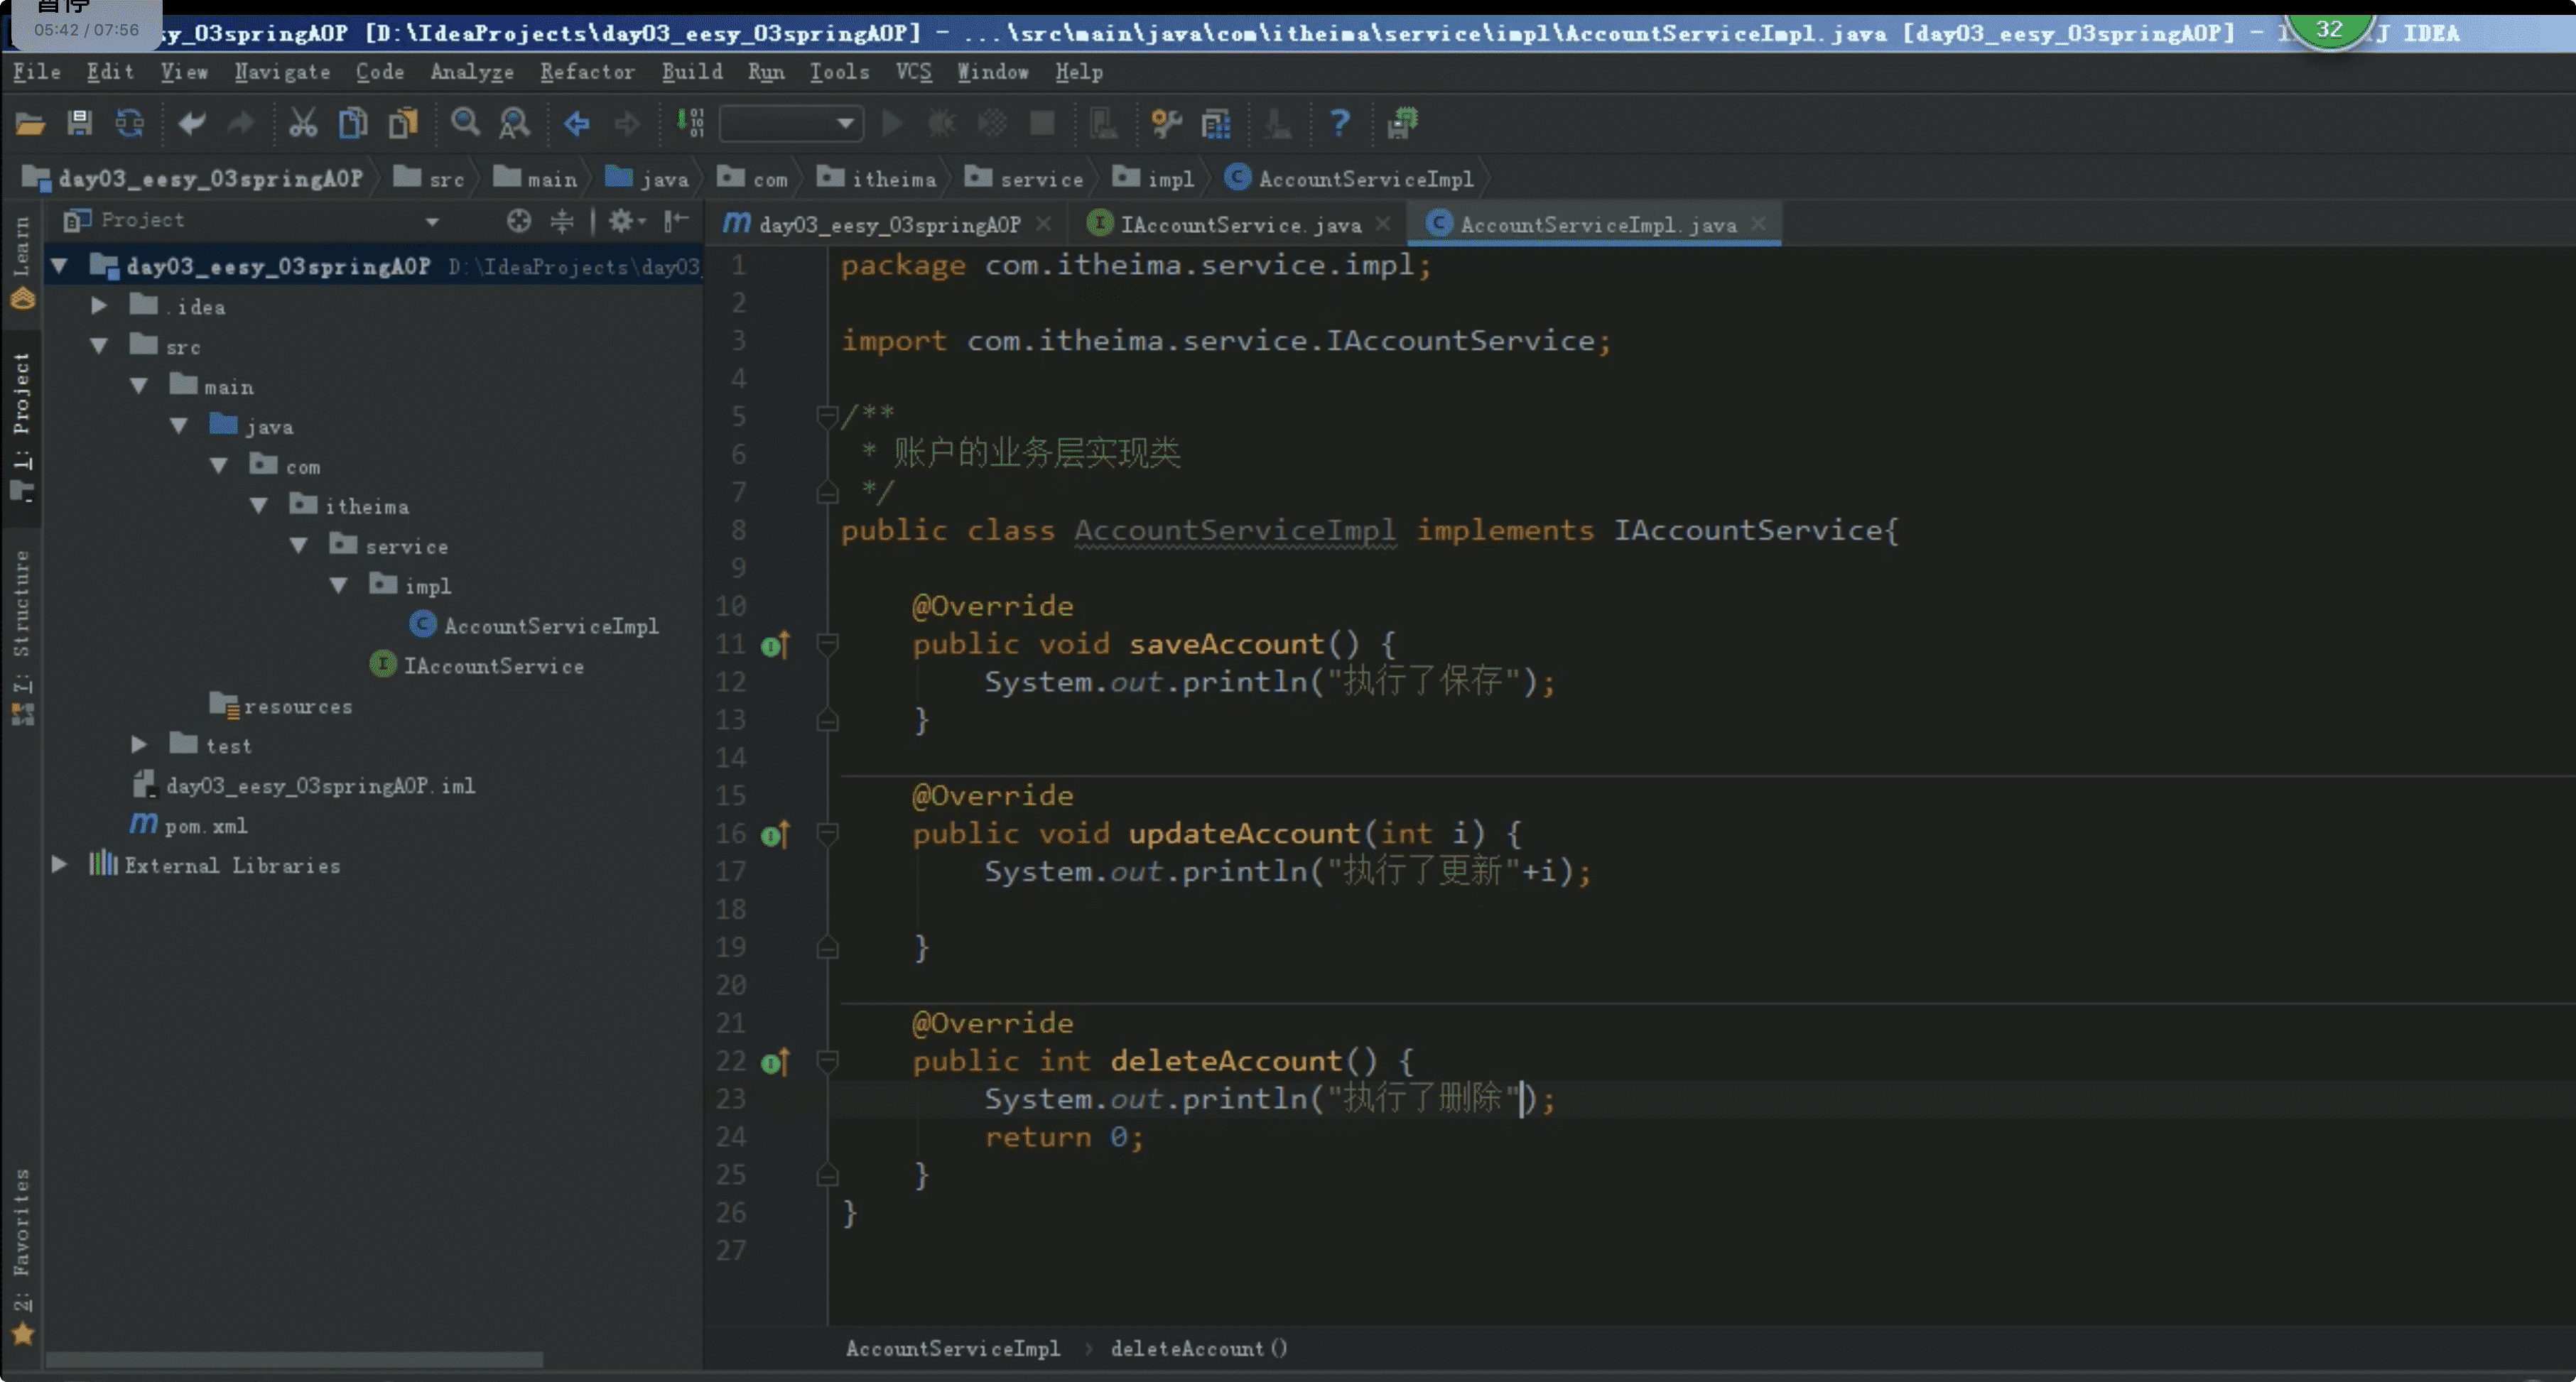 暂停
05:42 / 07:56
sy_03springAOP [D:\IdeaProjects\day03_eesy_03springAOP] - ...\src\main\java\com\itheima\service\impl\AccountServiceImpl.java [day03_eesy_03springAOP] - IDEA
32
File Edit View Navigate Code Analyze Refactor Build Run Tools VCS Window Help
day03_eesy_03springAOP src main java com itheima service impl AccountServiceImpl
Project
day03_eesy_03springAOP IAccountService.java AccountServiceImpl.java
Learn
1: Project
7: Structure
2: Favorites
day03_eesy_03springAOP D:\IdeaProjects\day03_
.idea
src
main
java
com
itheima
service
impl
AccountServiceImpl
IAccountService
resources
test
day03_eesy_03springAOP.iml
pom.xml
External Libraries
1 package com.itheima.service.impl;
2
3 import com.itheima.service.IAccountService;
4
5 /**
6 * 账户的业务层实现类
7 */
8 public class AccountServiceImpl implements IAccountService{
9
10 @Override
11 public void saveAccount() {
12 System.out.println("执行了保存");
13 }
14
15 @Override
16 public void updateAccount(int i) {
17 System.out.println("执行了更新"+i);
18
19 }
20
21 @Override
22 public int deleteAccount() {
23 System.out.println("执行了删除");
24 return 0;
25 }
26 }
27
AccountServiceImpl › deleteAccount()